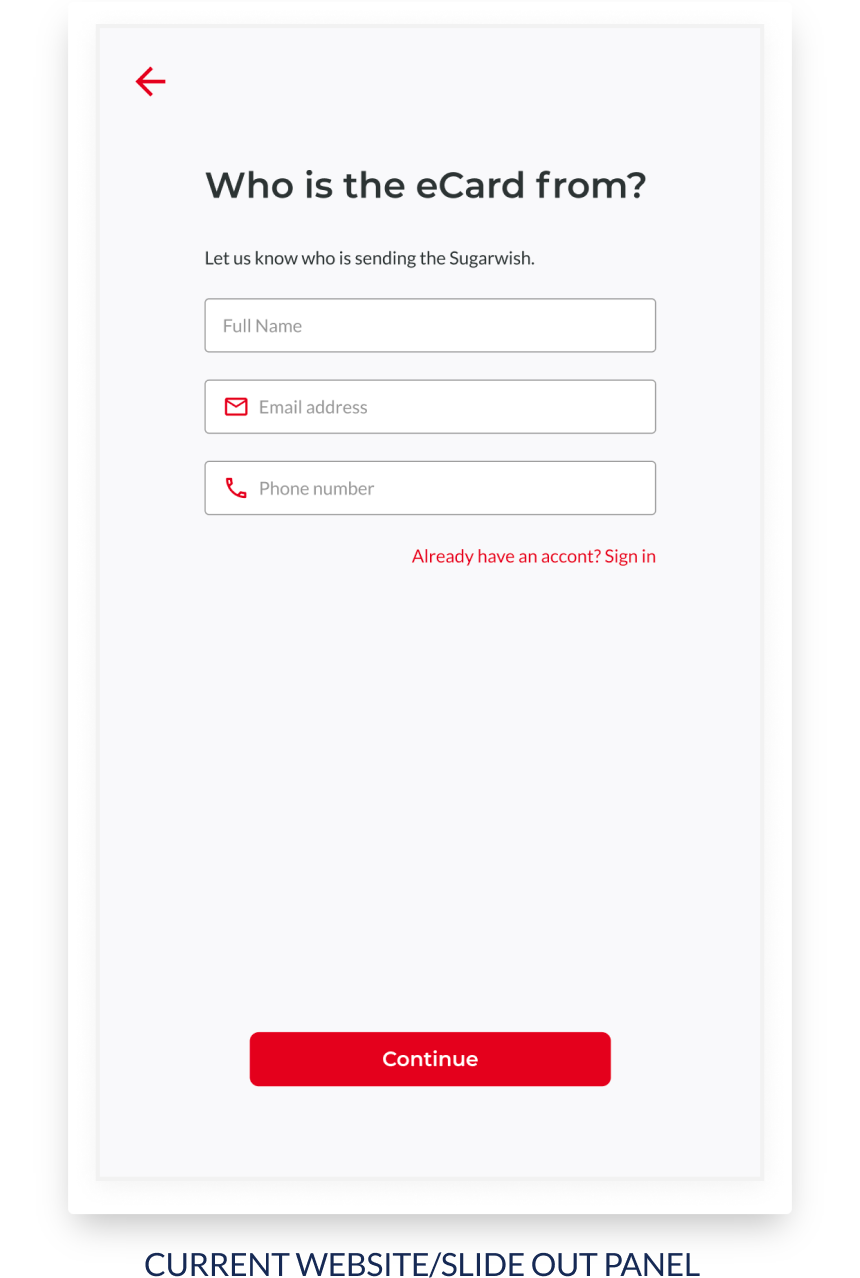 Who is the eCard from?
Let us know who is sending the Sugarwish.
Full Name
Email address
Phone number
Already have an accont? Sign in
Continue
CURRENT WEBSITE/SLIDE OUT PANEL